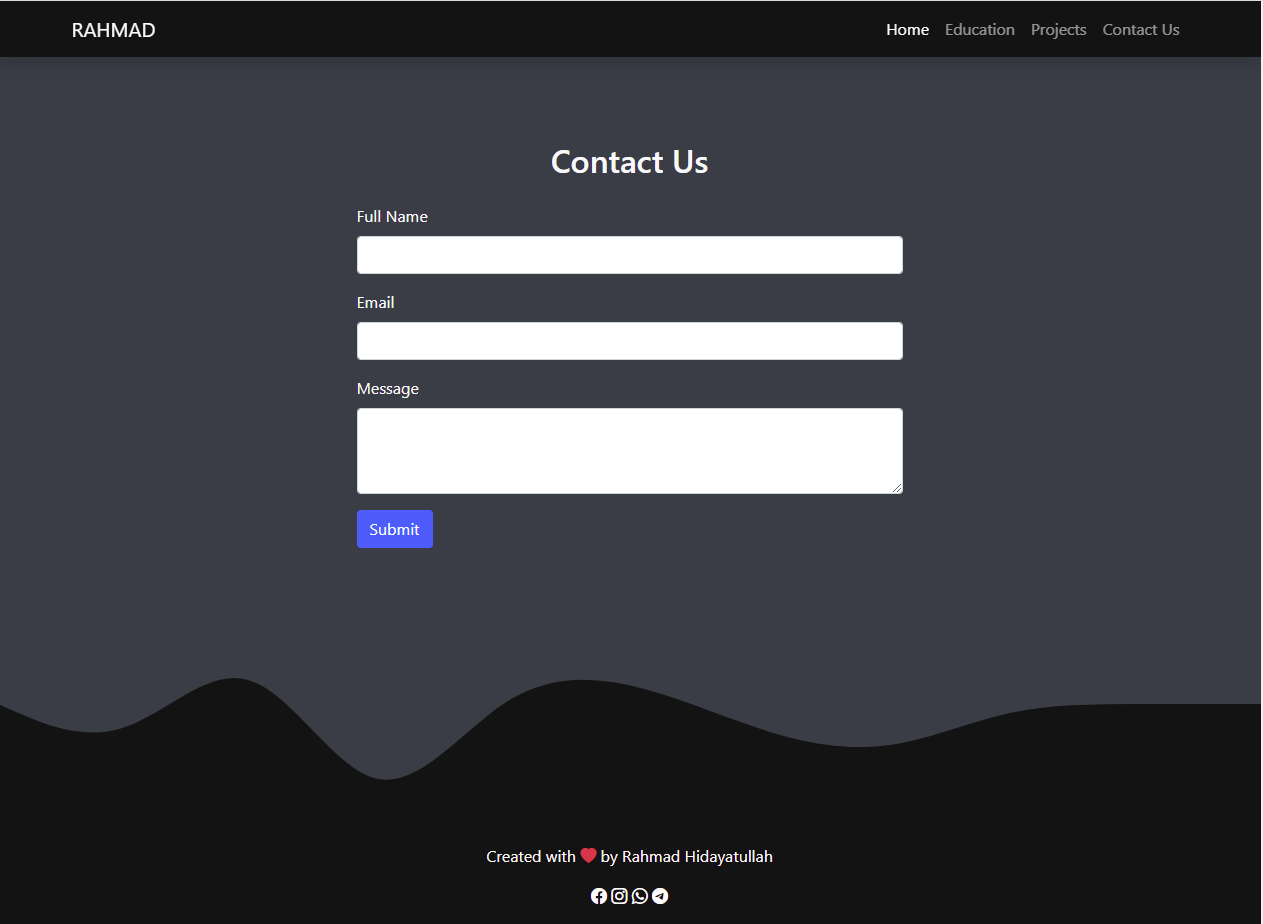 RAHMAD
Home Education Projects Contact Us
Contact Us
Full Name
Email
Message
Submit
Created with ❤ by Rahmad Hidayatullah